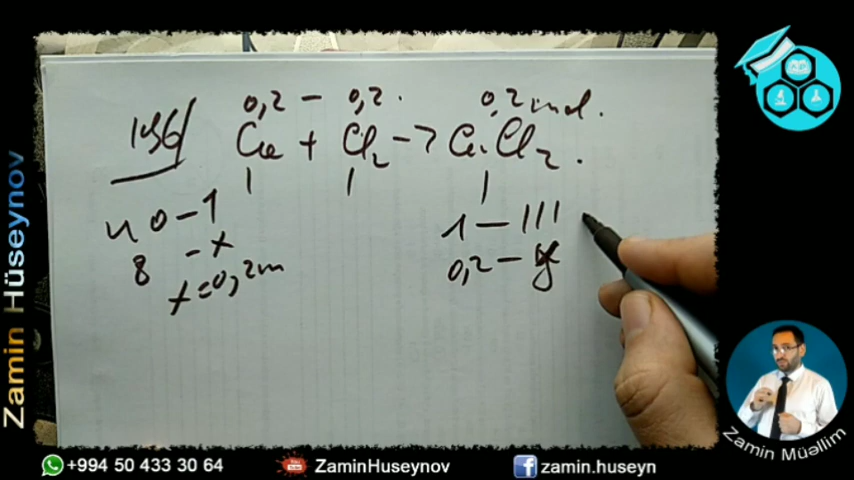 0,2 - 0,2. 0,2 mol.
156 Ca + Cl2 -> CaCl2.
1 1 1
40 - 1 1 - 111
8 - x 0,2 - y
x = 0,2 m
Zamin Hüseynov
Zamin Müəllim
+994 50 433 30 64 ZaminHuseynov zamin.huseyn